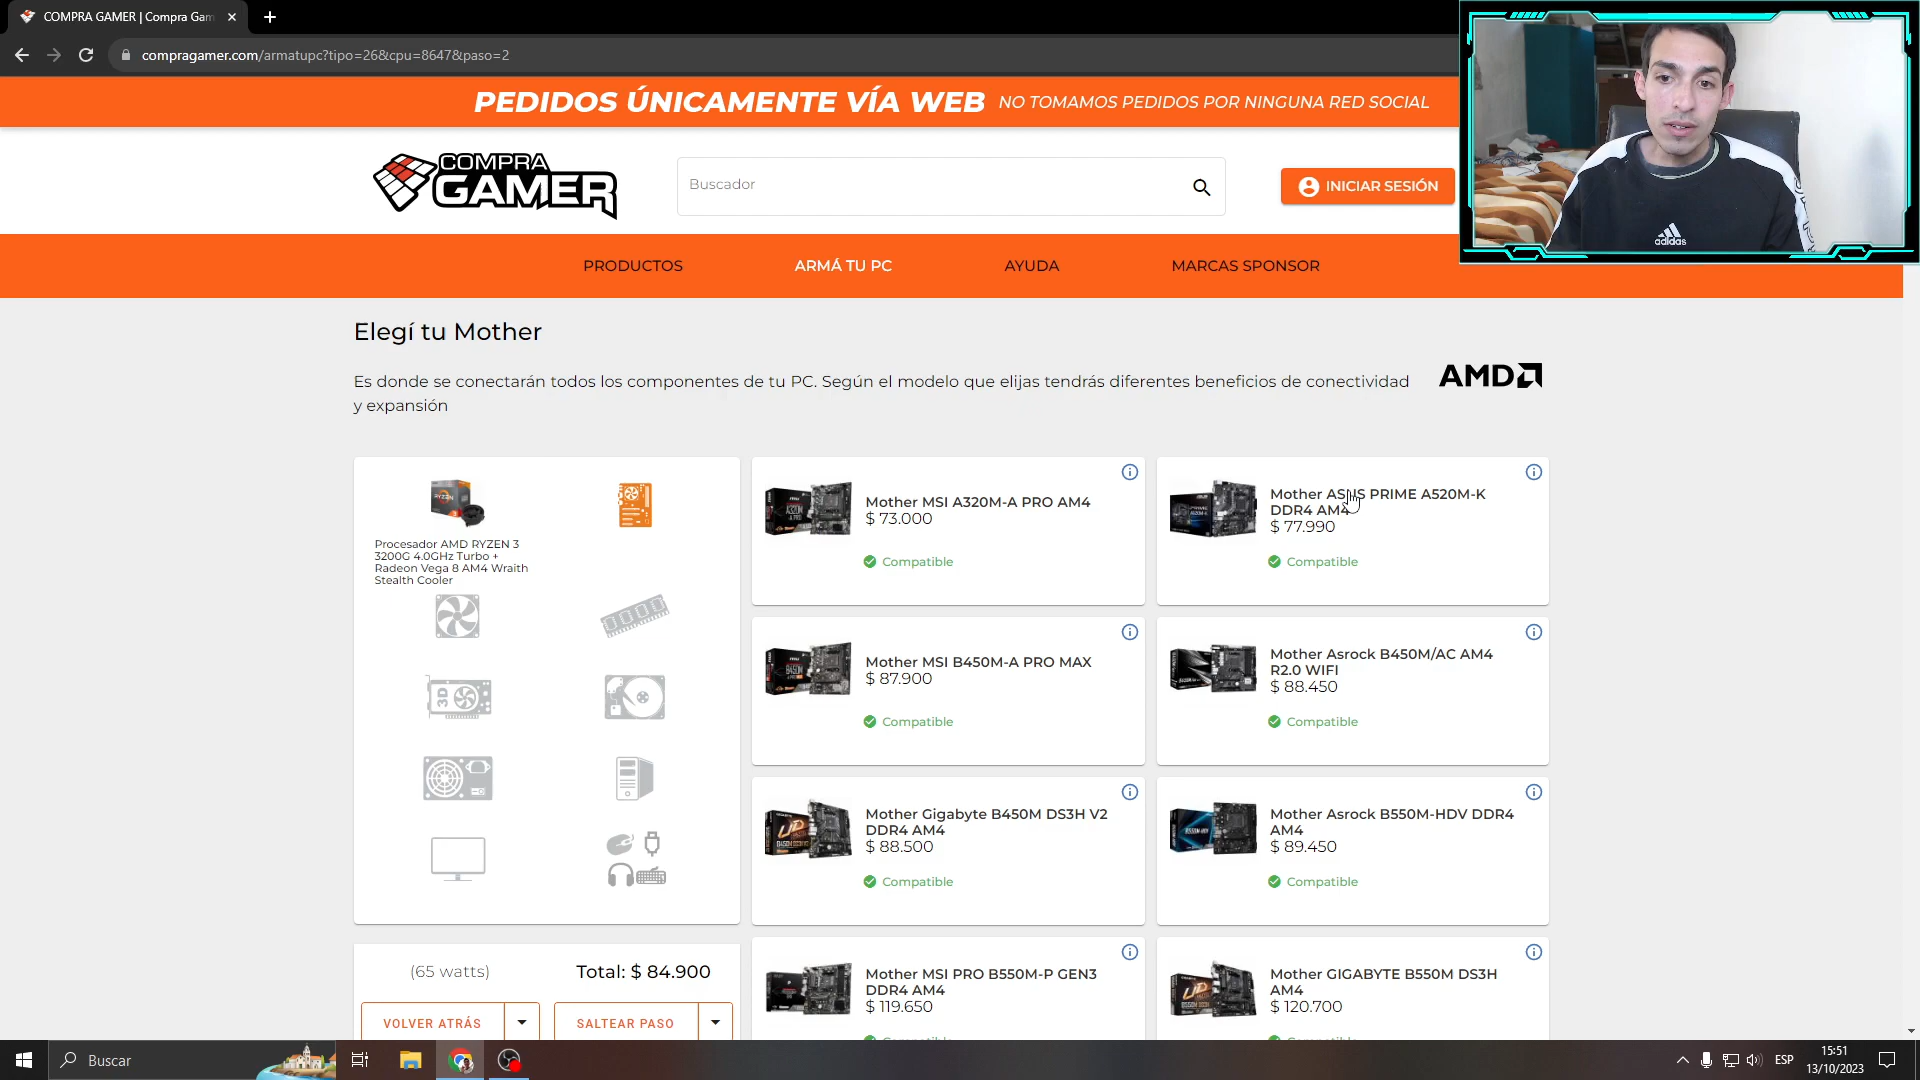 COMPRA GAMER | Compra Gam
compragamer.com/armatupc?tipo=26&cpu=8647&paso=2
PEDIDOS ÚNICAMENTE VÍA WEB NO TOMAMOS PEDIDOS POR NINGUNA RED SOCIAL
COMPRA
GAMER
Buscador
INICIAR SESIÓN
PRODUCTOS
ARMÁ TU PC
AYUDA
MARCAS SPONSOR
adidas
Elegí tu Mother
Es donde se conectarán todos los componentes de tu PC. Según el modelo que elijas tendrás diferentes beneficios de conectividad
y expansión
AMD
Procesador AMD RYZEN 3
3200G 4.0GHz Turbo +
Radeon Vega 8 AM4 Wraith
Stealth Cooler
3D
(65 watts)
Total: $ 84.900
VOLVER ATRÁS
SALTEAR PASO
Mother MSI A320M-A PRO AM4
$ 73.000
Compatible
Mother ASUS PRIME A520M-K
DDR4 AM4
$ 77.990
Compatible
Mother MSI B450M-A PRO MAX
$ 87.900
Compatible
Mother Asrock B450M/AC AM4
R2.0 WIFI
$ 88.450
Compatible
Mother Gigabyte B450M DS3H V2
DDR4 AM4
$ 88.500
Compatible
Mother Asrock B550M-HDV DDR4
AM4
$ 89.450
Compatible
Mother MSI PRO B550M-P GEN3
DDR4 AM4
$ 119.650
Mother GIGABYTE B550M DS3H
AM4
$ 120.700
Buscar
ESP
15:51
13/10/2023